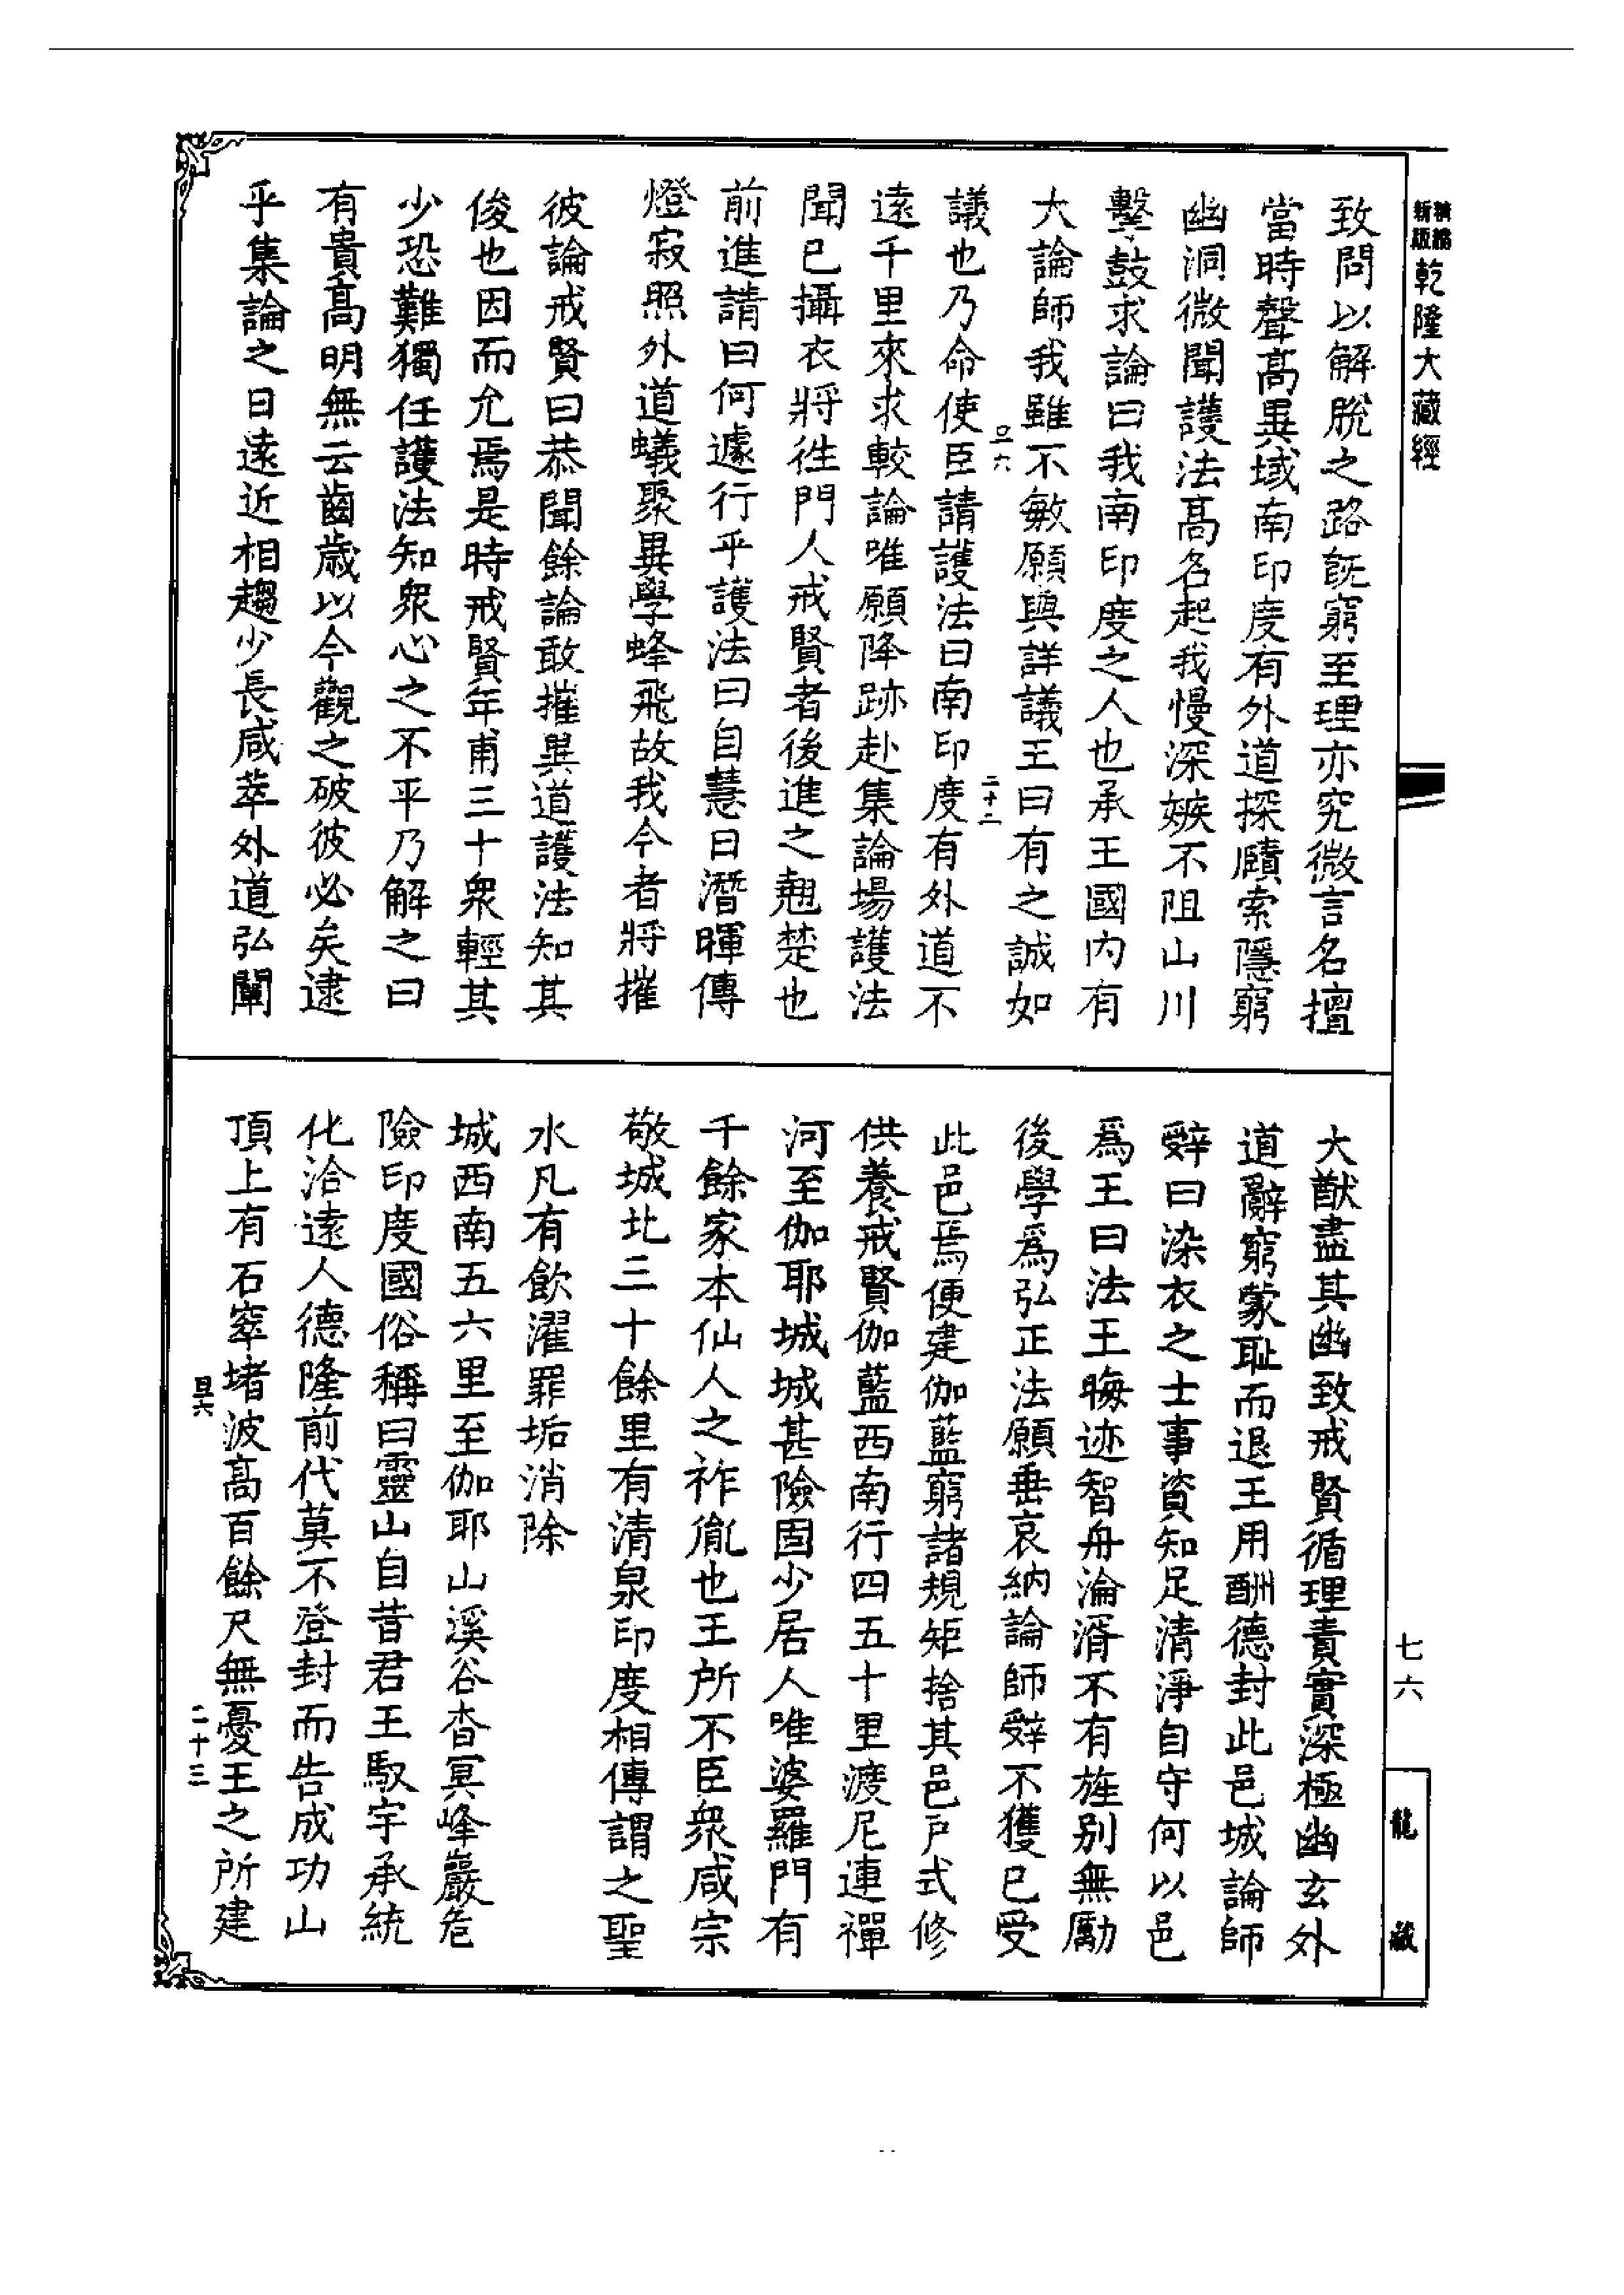 精縮新版乾隆大藏經
致問以解脫之路旣窮至理亦究微言名擅
當時聲高異域南印度有外道探賾索隱窮
幽洞微聞護法高名起我慢深嫉不阻山川
擊鼓求論曰我南印度之人也承王國內有
大論師我雖不敏願與詳議王曰有之誠如
旦六
二十二
議也乃命使臣請護法曰南印度有外道不
遠千里來求較論唯願降跡赴集論場護法
聞已攝衣將往門人戒賢者後進之翹楚也
前進請曰何遽行乎護法曰自慧日潛暉傳
燈寂照外道蟻聚異學蜂飛故我今者將摧
彼論戒賢曰恭聞餘論敢摧異道護法知其
俊也因而允焉是時戒賢年甫三十衆輕其
少恐難獨任護法知衆心之不平乃解之曰
有貴高明無云齒歲以今觀之破彼必矣逮
乎集論之日遠近相趨少長咸萃外道弘闡
大猷盡其幽致戒賢循理責實深極幽玄外
道辭窮蒙恥而退王用酬德封此邑城論師
辤曰染衣之士事資知足清淨自守何以邑
爲王曰法王晦迹智舟淪湑不有旌別無勵
後學爲弘正法願垂哀納論師辤不獲已受
此邑焉便建伽藍窮諸規矩捨其邑戶式修
供養戒賢伽藍西南行四五十里渡尼連禪
河至伽耶城城甚險固少居人唯婆羅門有
千餘家本仙人之祚胤也王所不臣衆咸宗
敬城北三十餘里有清泉印度相傳謂之聖
水凡有飲濯罪垢消除
城西南五六里至伽耶山溪谷杳冥峰巖危
險印度國俗稱曰靈山自昔君王馭宇承統
化洽遠人德隆前代莫不登封而告成功山
頂上有石窣堵波高百餘尺無憂王之所建
旦六
二十三
七六
龍藏